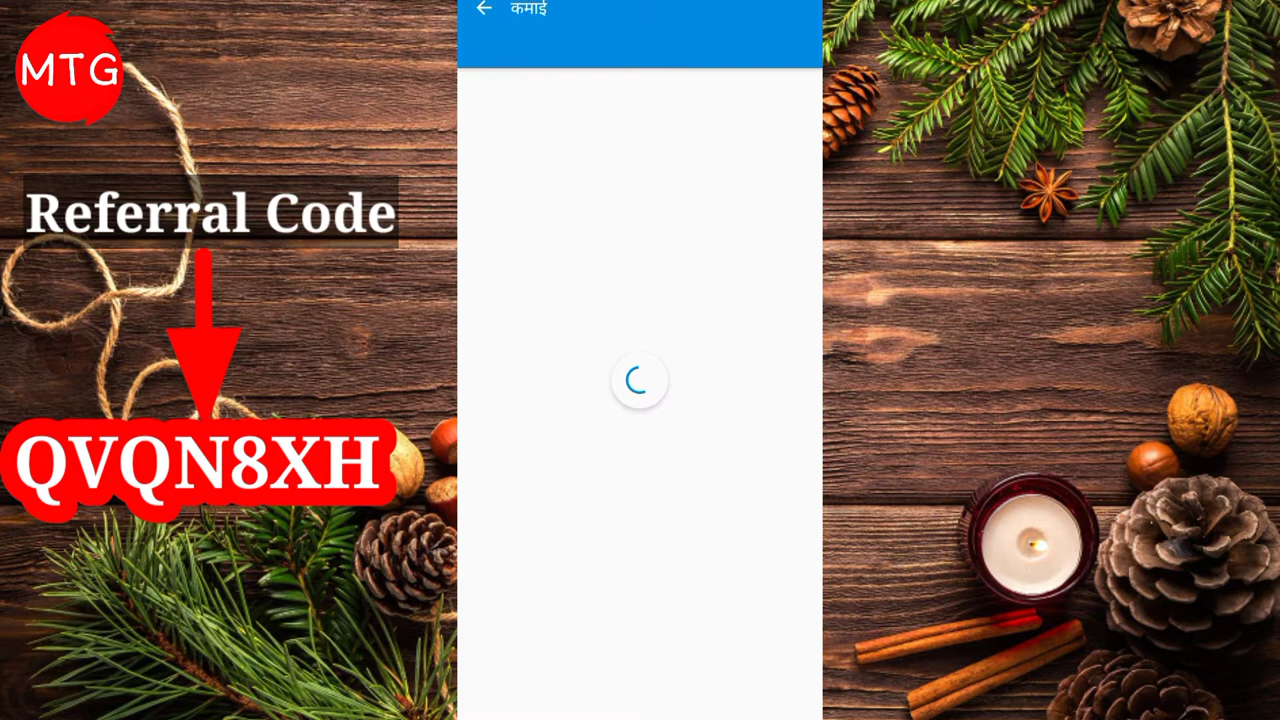 MTG
Referral Code
QVQN8XH
कमाई